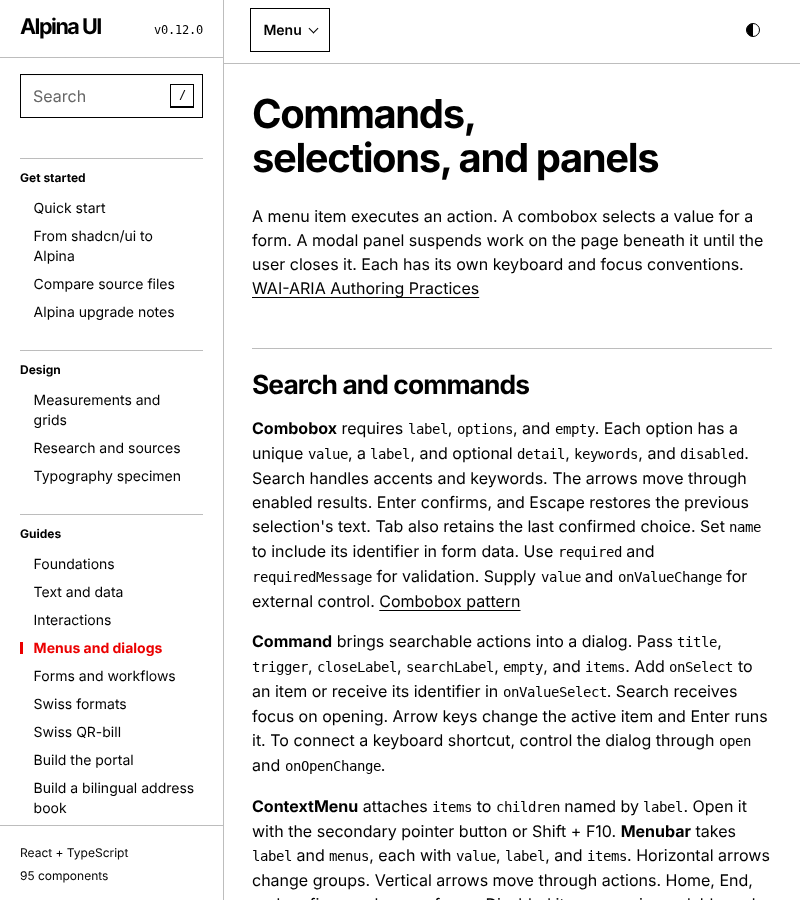 Alpina UI
v0.12.0
Search
/
Get started
Quick start
From shadcn/ui to
Alpina
Compare source files
Alpina upgrade notes
Design
Measurements and
grids
Research and sources
Typography specimen
Guides
Foundations
Text and data
Interactions
Menus and dialogs
Forms and workflows
Swiss formats
Swiss QR-bill
Build the portal
Build a bilingual address
book
React + TypeScript
95 components
Menu
Commands,
selections, and panels
A menu item executes an action. A combobox selects a value for a
form. A modal panel suspends work on the page beneath it until the
user closes it. Each has its own keyboard and focus conventions.
WAI-ARIA Authoring Practices
Search and commands
Combobox requires label, options, and empty. Each option has a
unique value, a label, and optional detail, keywords, and disabled.
Search handles accents and keywords. The arrows move through
enabled results. Enter confirms, and Escape restores the previous
selection's text. Tab also retains the last confirmed choice. Set name
to include its identifier in form data. Use required and
requiredMessage for validation. Supply value and onValueChange for
external control. Combobox pattern
Command brings searchable actions into a dialog. Pass title,
trigger, closeLabel, searchLabel, empty, and items. Add onSelect to
an item or receive its identifier in onValueSelect. Search receives
focus on opening. Arrow keys change the active item and Enter runs
it. To connect a keyboard shortcut, control the dialog through open
and onOpenChange.
ContextMenu attaches items to children named by label. Open it
with the secondary pointer button or Shift + F10. Menubar takes
label and menus, each with value, label, and items. Horizontal arrows
change groups. Vertical arrows move through actions. Home, End,